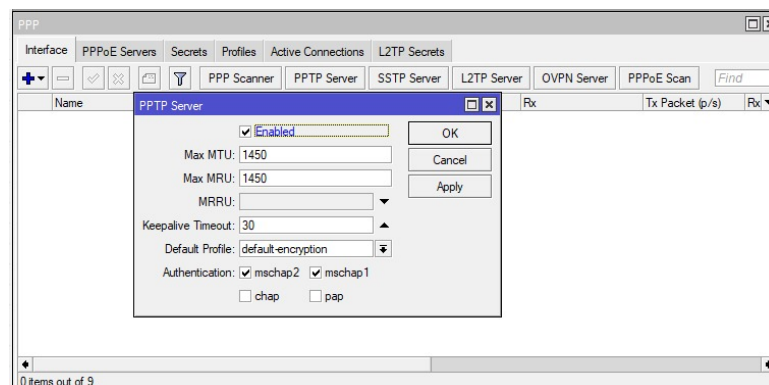 PPP
Interface PPPoE Servers Secrets Profiles Active Connections L2TP Secrets
PPP Scanner PPTP Server SSTP Server L2TP Server OVPN Server PPPoE Scan Find
Name Rx Tx Packet (p/s) Rx
PPTP Server
Enabled
OK
Max MTU: 1450
Cancel
Max MRU: 1450
Apply
MRRU:
Keepalive Timeout: 30
Default Profile: default-encryption
Authentication: mschap2 mschap1
chap pap
0 items out of 9